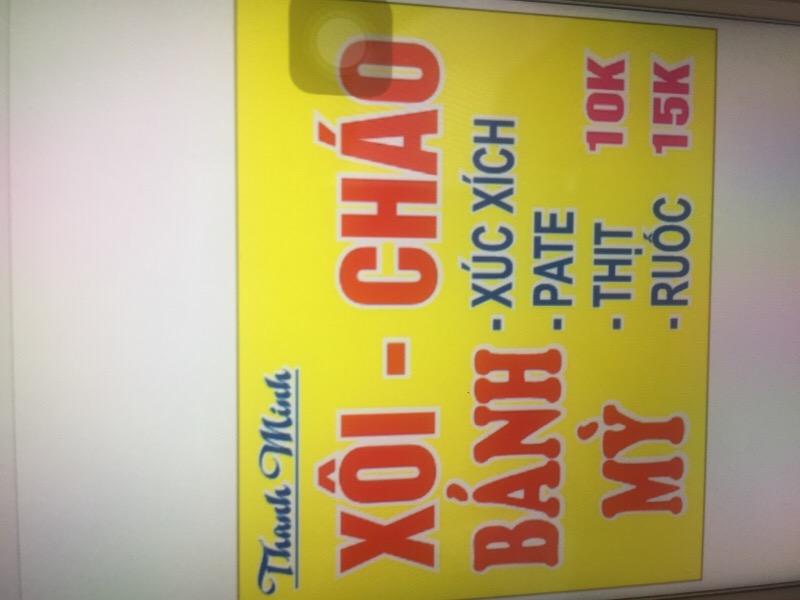 Thanh Minh
XÔI - CHÁO
BÁNH MỲ
- XÚC XÍCH
- PATE
- THỊT 10K
- RUỐC 15K